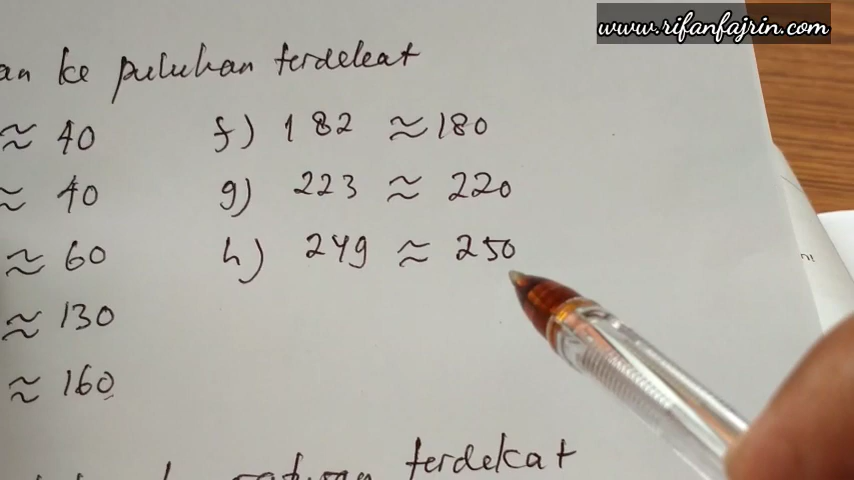 www.rifanfajrin.com
an ke puluhan terdekat
≈ 40 f) 182 ≈ 180
≈ 40 g) 223 ≈ 220
≈ 60 h) 249 ≈ 250
≈ 130
≈ 160
terdekat